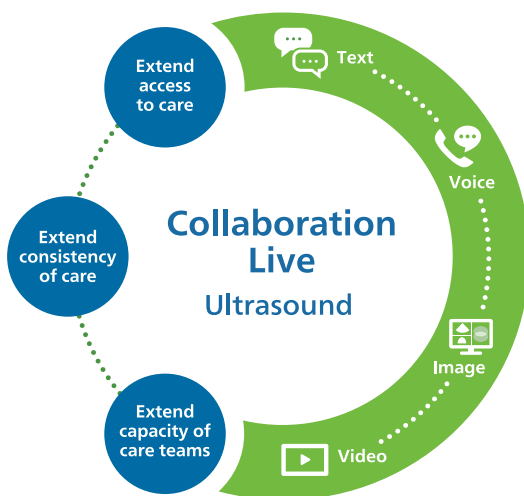 Extend
access
to care
Text
Voice
Extend
consistency
of care
Collaboration
Live
Ultrasound
Image
Extend
capacity of
care teams
Video